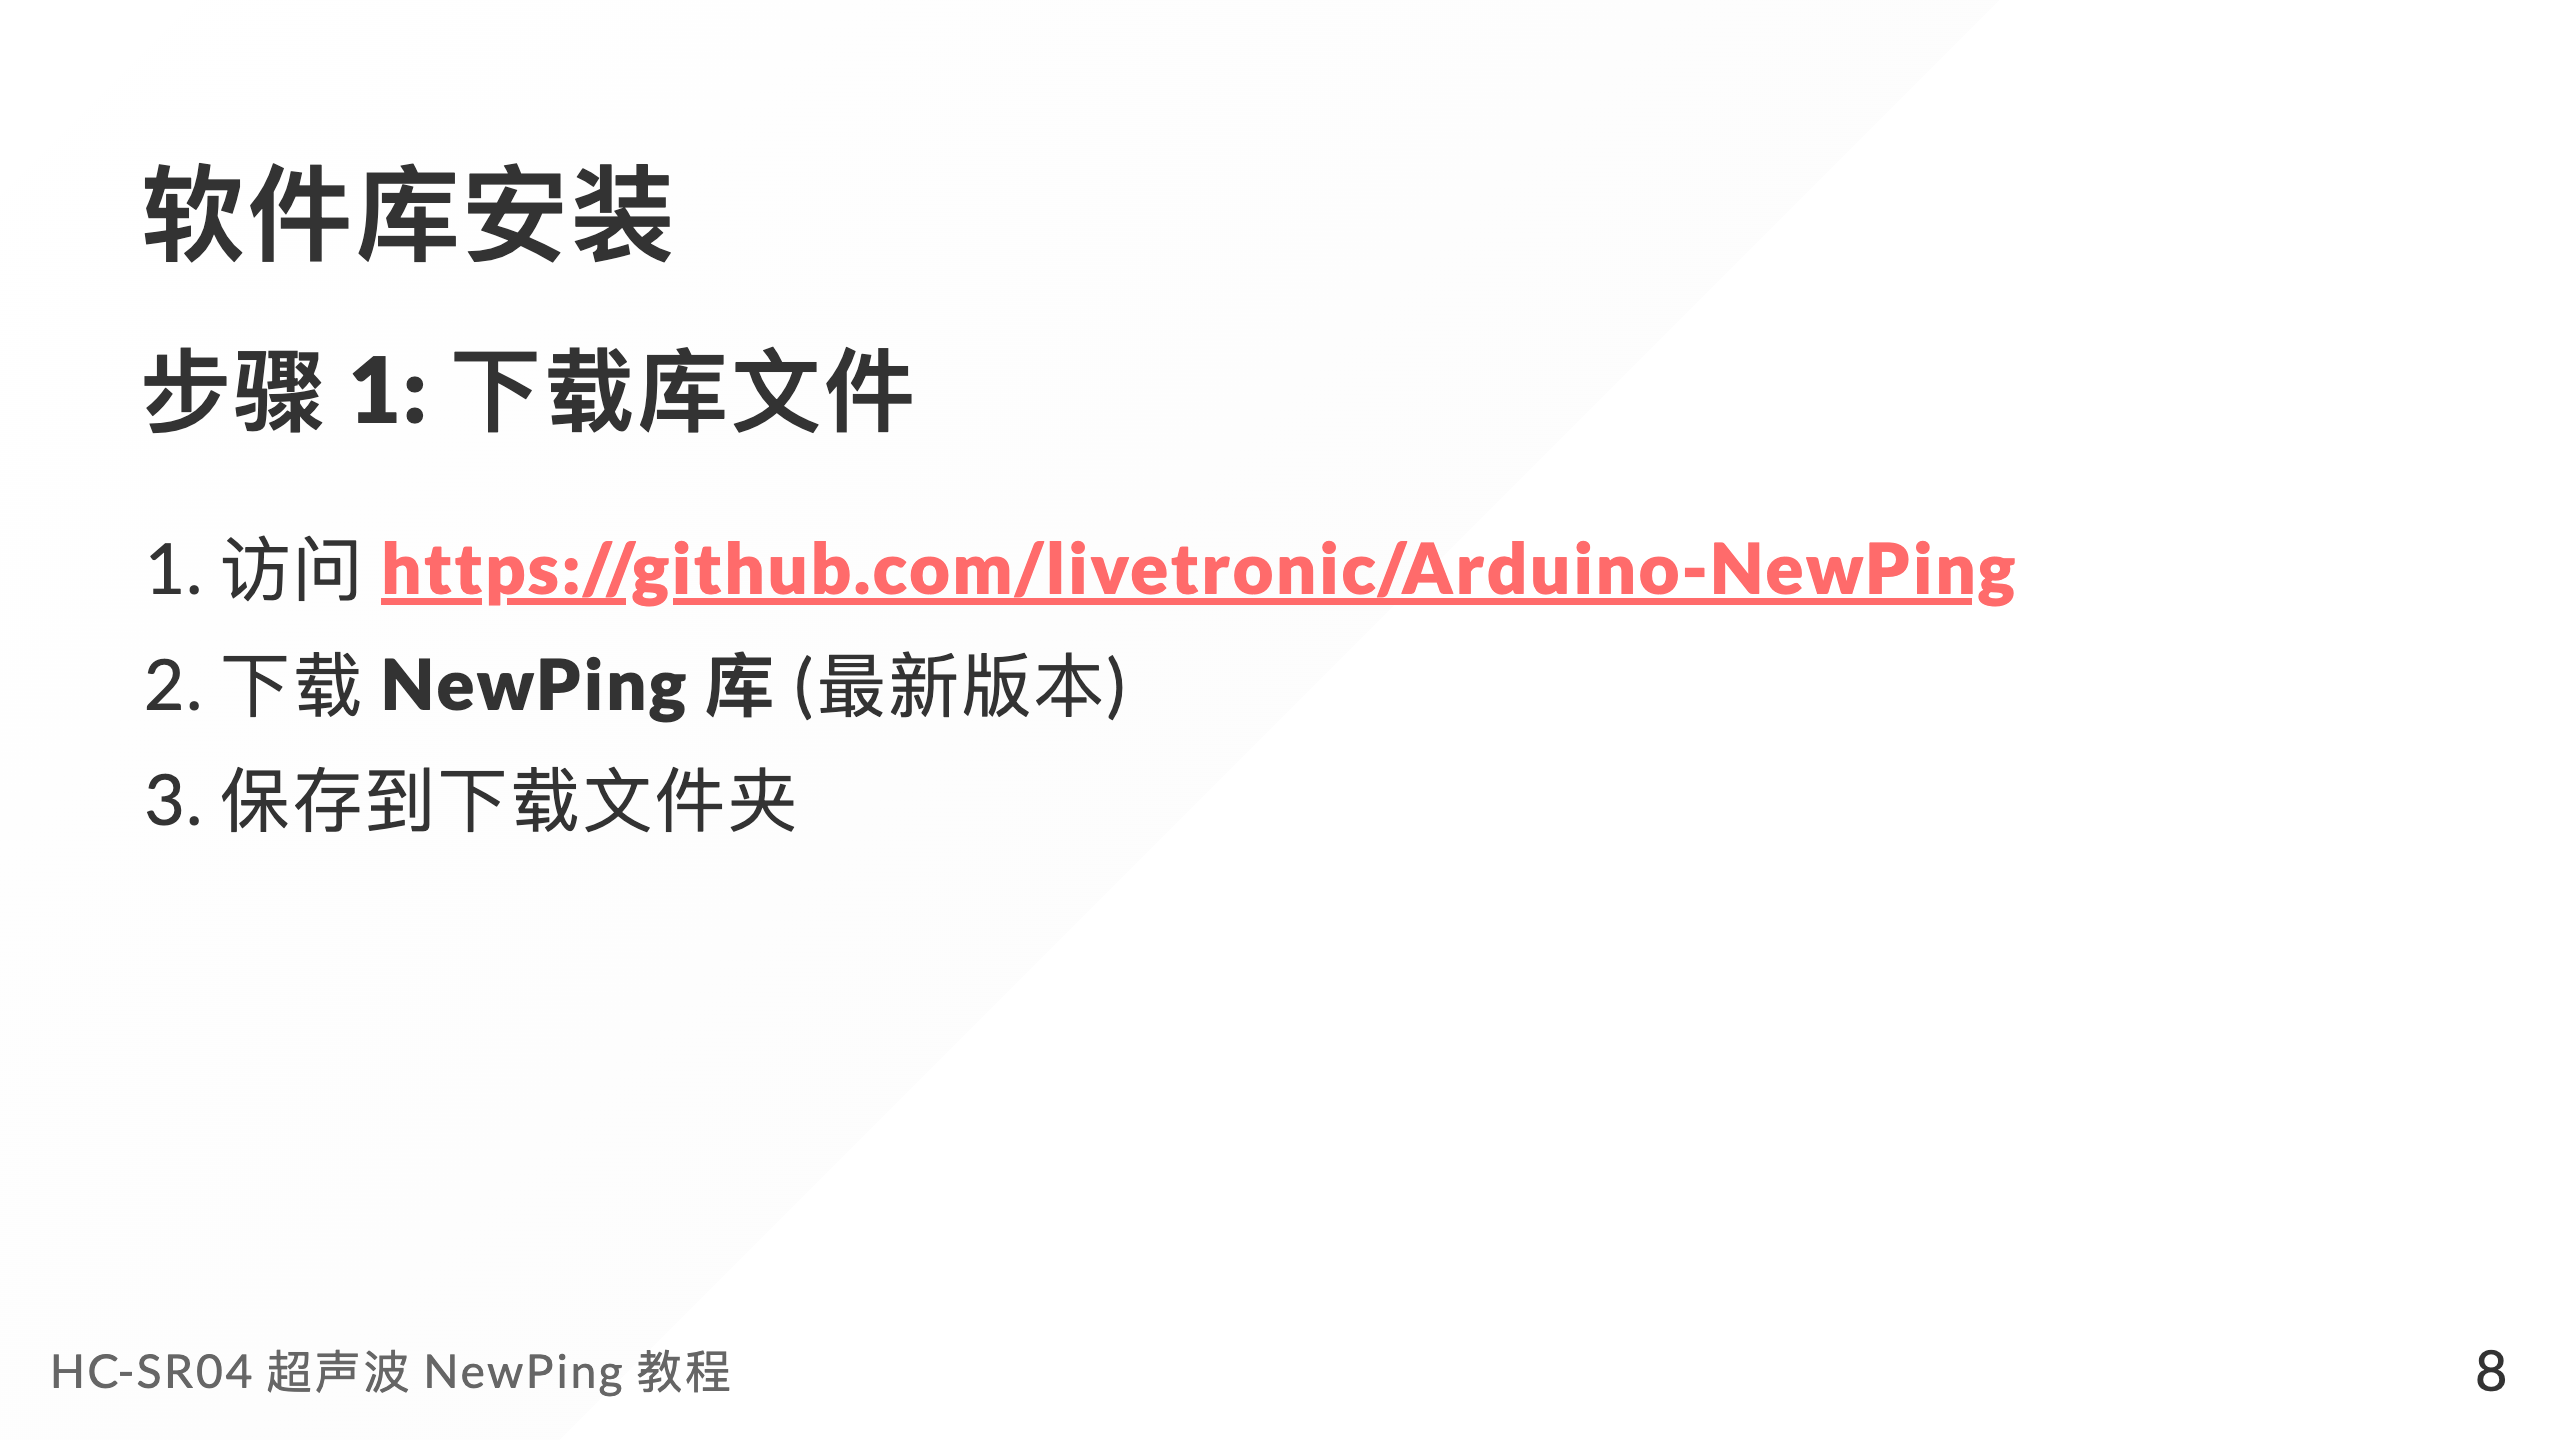 软件库安装
步骤 1: 下载库文件
1. 访问 https://github.com/livetronic/Arduino-NewPing
2. 下载 NewPing 库 (最新版本)
3. 保存到下载文件夹
HC-SR04 超声波 NewPing 教程
8